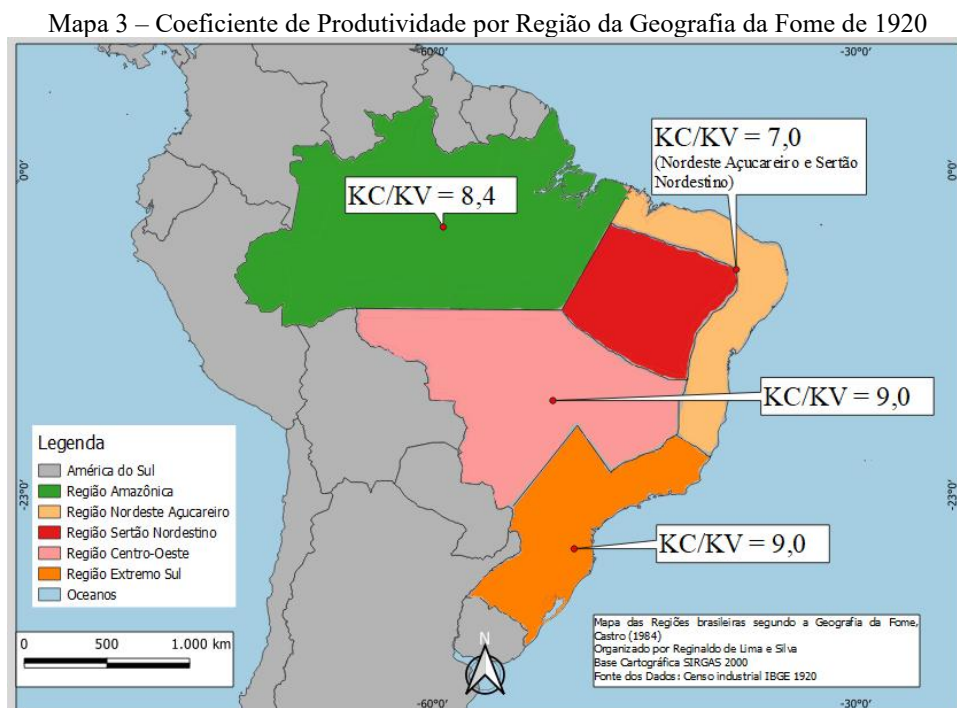 Mapa 3 – Coeficiente de Produtividade por Região da Geografia da Fome de 1920
-60°0'
-30°0'
0°0'
0°0'
KC/KV = 7,0
(Nordeste Açucareiro e Sertão
Nordestino)
KC/KV = 8,4
KC/KV = 9,0
KC/KV = 9,0
-23°0'
-23°0'
Legenda
América do Sul
Região Amazônica
Região Nordeste Açucareiro
Região Sertão Nordestino
Região Centro-Oeste
Região Extremo Sul
Oceanos
0 500 1.000 km
N
Mapa das Regiões brasileiras segundo a Geografia da Fome,
Castro (1984)
Organizado por Reginaldo de Lima e Silva
Base Cartográfica SIRGAS 2000
Fonte dos Dados: Censo industrial IBGE 1920
-60°0'
-30°0'